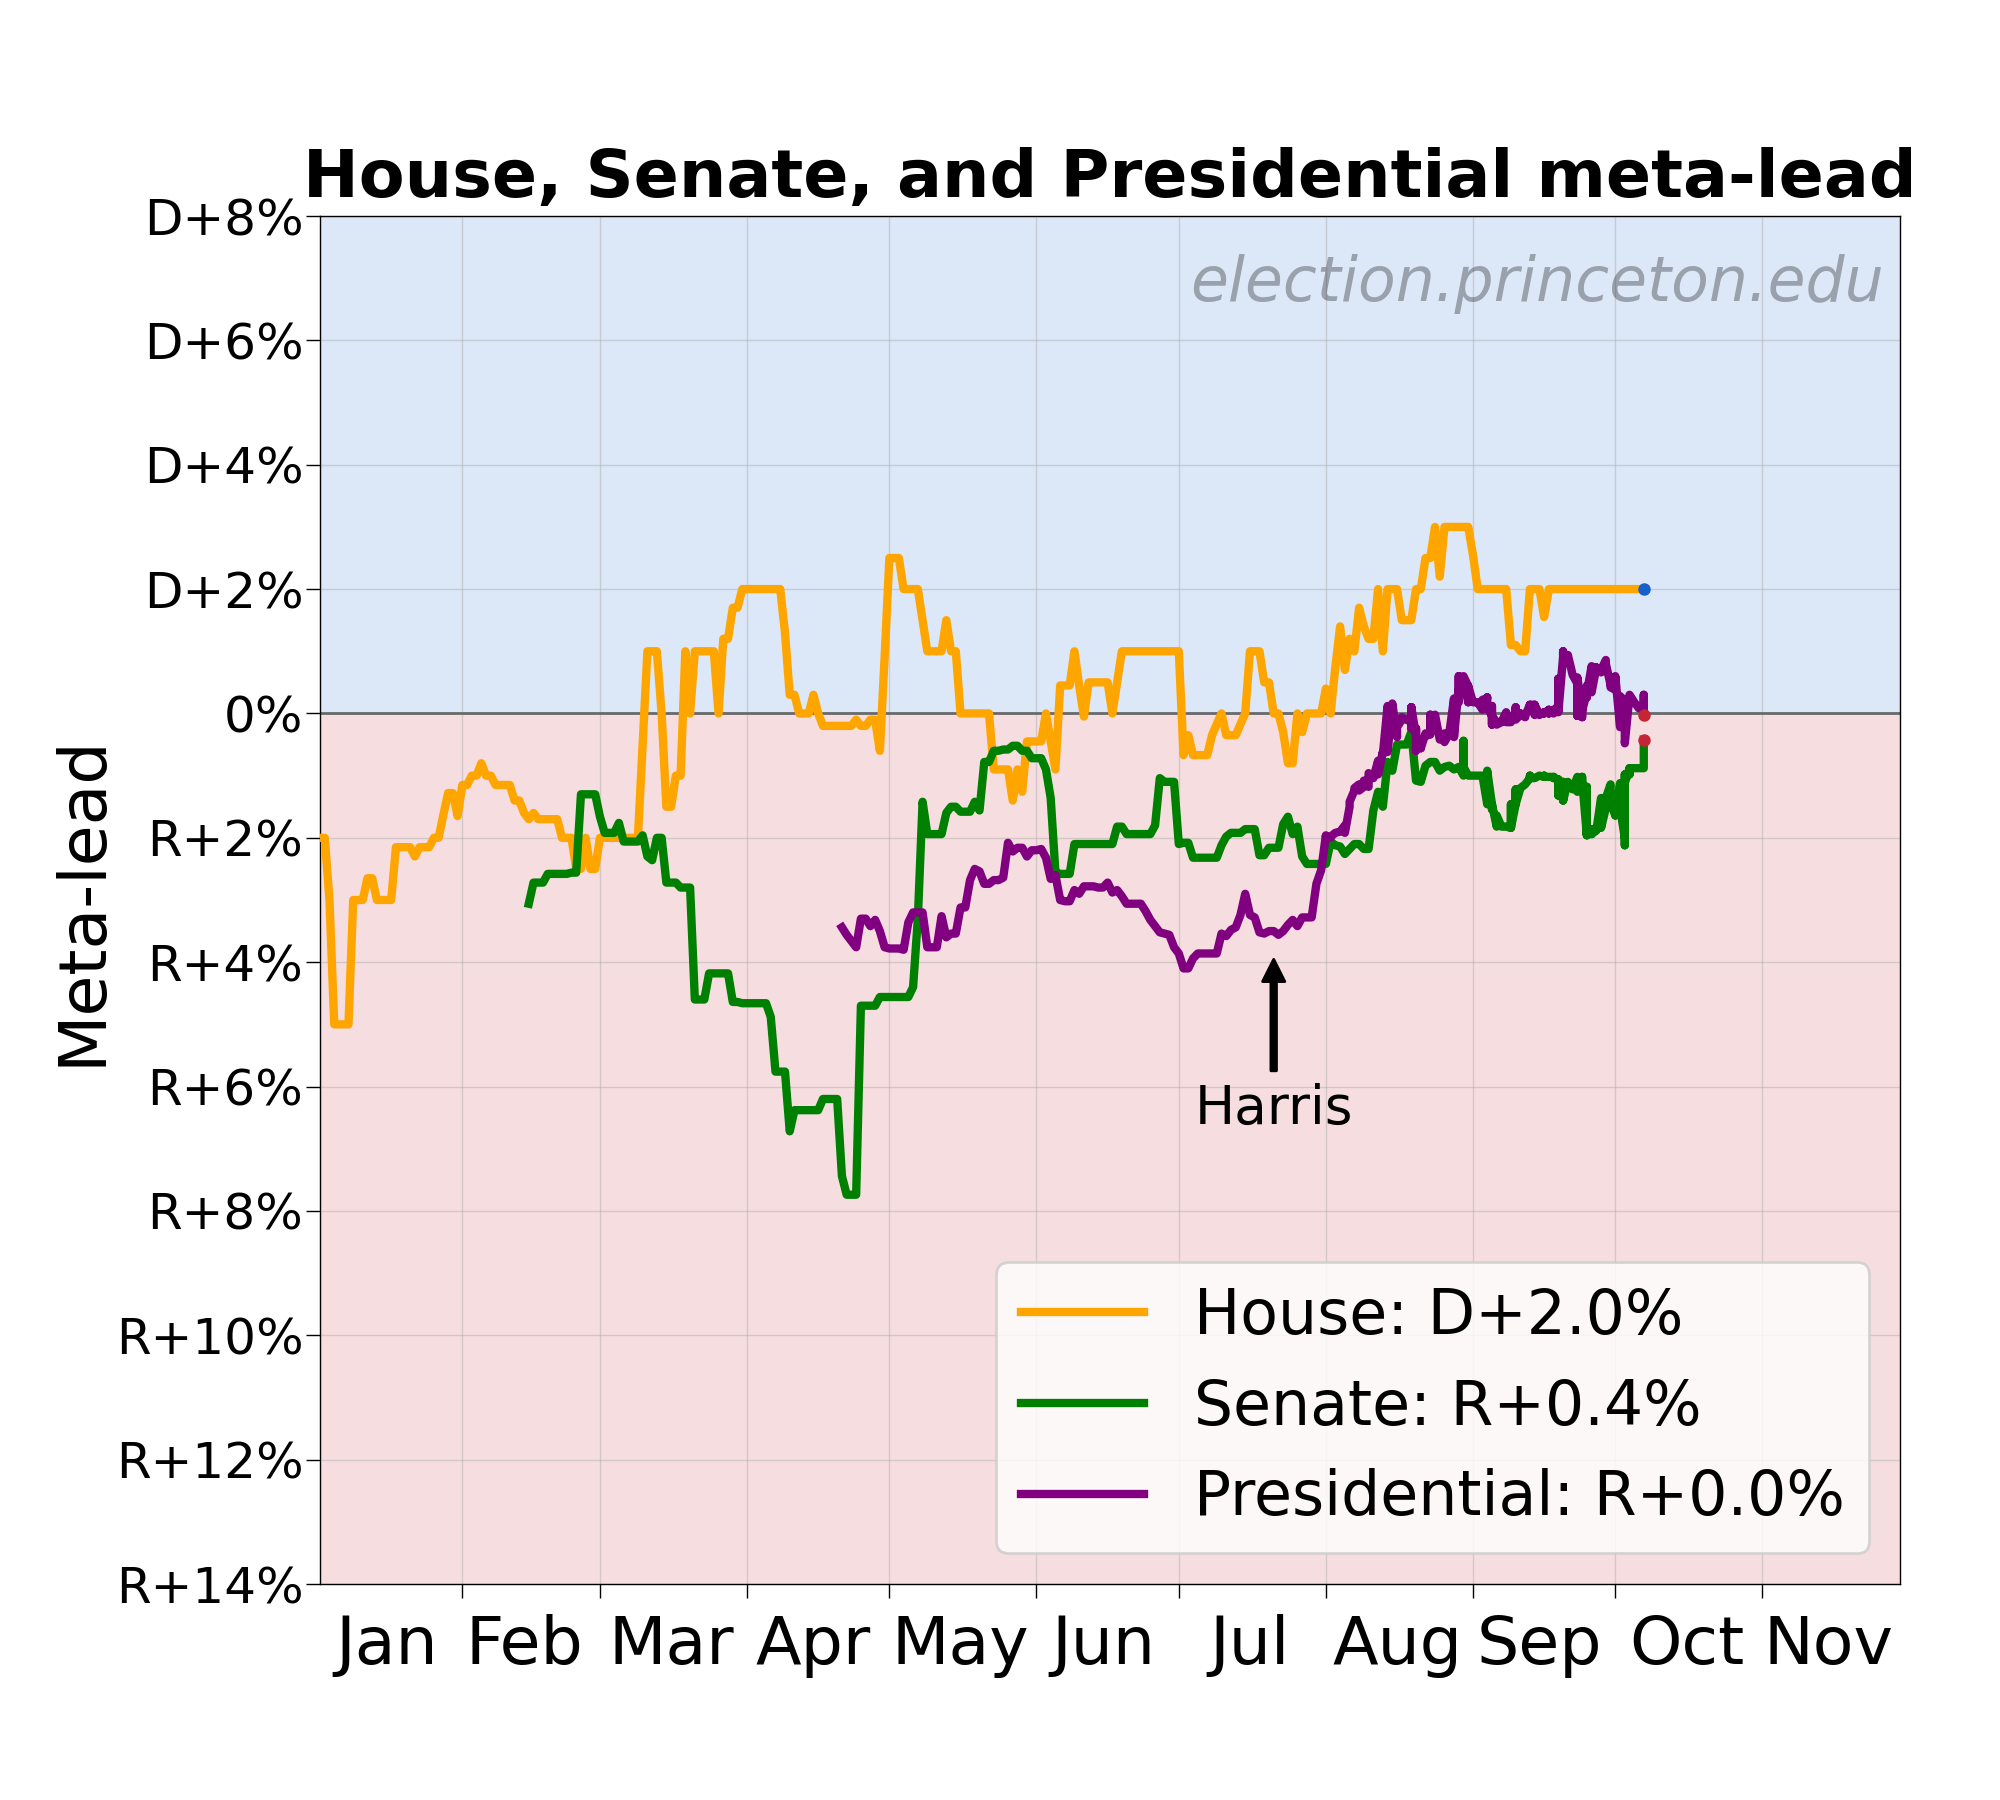 House, Senate, and Presidential meta-lead
election.princeton.edu
D+8%
D+6%
D+4%
D+2%
0%
R+2%
R+4%
R+6%
R+8%
R+10%
R+12%
R+14%
Meta-lead
Harris
House: D+2.0%
Senate: R+0.4%
Presidential: R+0.0%
Jan Feb Mar Apr May Jun Jul Aug Sep Oct Nov